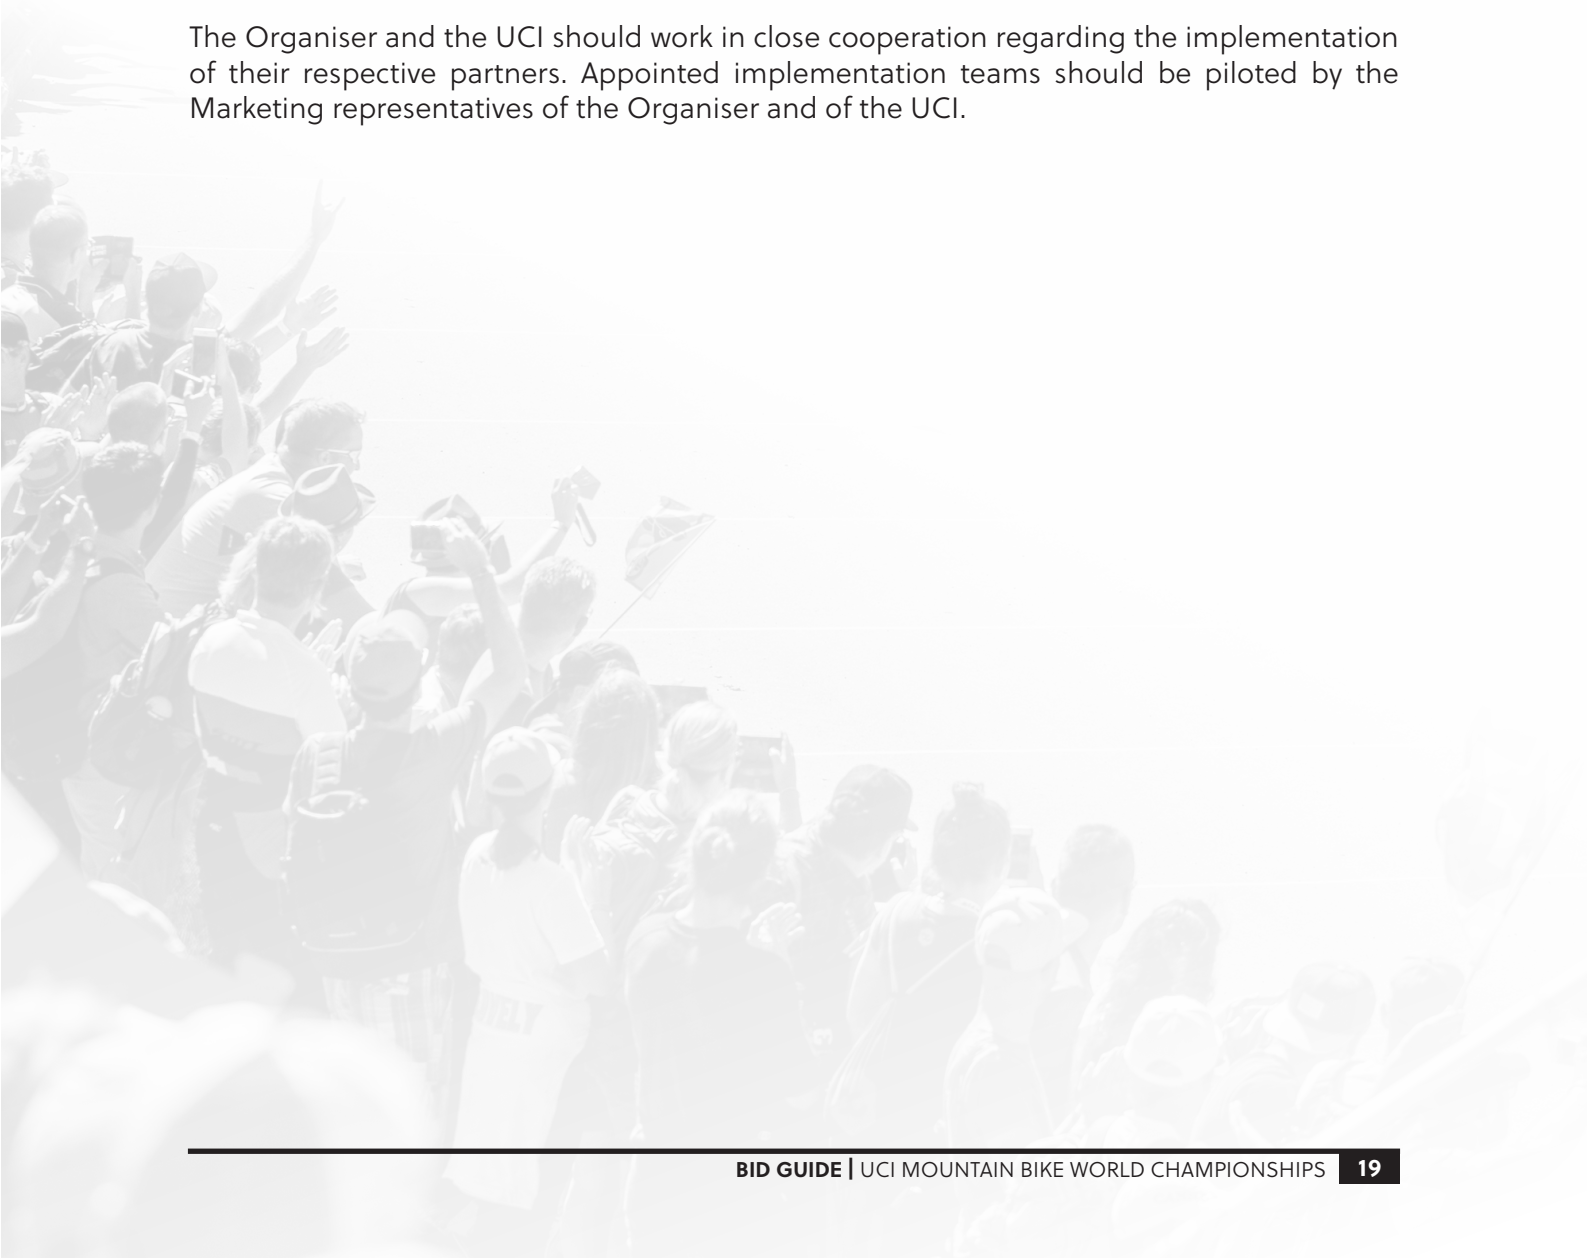 The Organiser and the UCI should work in close cooperation regarding the implementation
of their respective partners. Appointed implementation teams should be piloted by the
Marketing representatives of the Organiser and of the UCI.
BID GUIDE | UCI MOUNTAIN BIKE WORLD CHAMPIONSHIPS 19